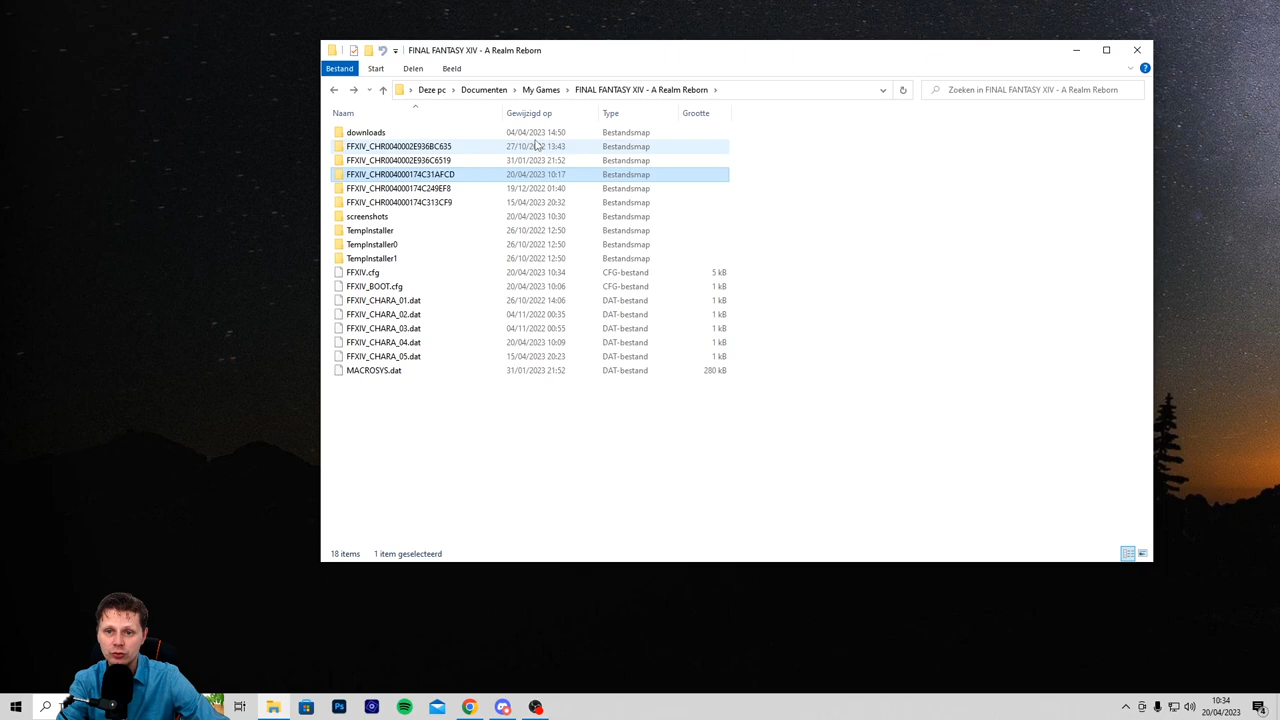 FINAL FANTASY XIV - A Realm Reborn
Bestand Start Delen Beeld
Deze pc > Documenten > My Games > FINAL FANTASY XIV - A Realm Reborn >
Zoeken in FINAL FANTASY XIV - A Realm Reborn
Naam Gewijzigd op Type Grootte
downloads 04/04/2023 14:50 Bestandsmap
FFXIV_CHR0040002E936BC635 27/10/2022 13:43 Bestandsmap
FFXIV_CHR0040002E936C6519 31/01/2023 21:52 Bestandsmap
FFXIV_CHR004000174C31AFCD 20/04/2023 10:17 Bestandsmap
FFXIV_CHR004000174C249EF8 19/12/2022 01:40 Bestandsmap
FFXIV_CHR004000174C313CF9 15/04/2023 20:32 Bestandsmap
screenshots 20/04/2023 10:30 Bestandsmap
TempInstaller 26/10/2022 12:50 Bestandsmap
TempInstaller0 26/10/2022 12:50 Bestandsmap
TempInstaller1 26/10/2022 12:50 Bestandsmap
FFXIV.cfg 20/04/2023 10:34 CFG-bestand 5 kB
FFXIV_BOOT.cfg 20/04/2023 10:06 CFG-bestand 1 kB
FFXIV_CHARA_01.dat 26/10/2022 14:06 DAT-bestand 1 kB
FFXIV_CHARA_02.dat 04/11/2022 00:35 DAT-bestand 1 kB
FFXIV_CHARA_03.dat 04/11/2022 00:55 DAT-bestand 1 kB
FFXIV_CHARA_04.dat 20/04/2023 10:09 DAT-bestand 1 kB
FFXIV_CHARA_05.dat 15/04/2023 20:23 DAT-bestand 1 kB
MACROSYS.dat 31/01/2023 21:52 DAT-bestand 280 kB
18 items 1 item geselecteerd
Ps
10:34
20/04/2023
4